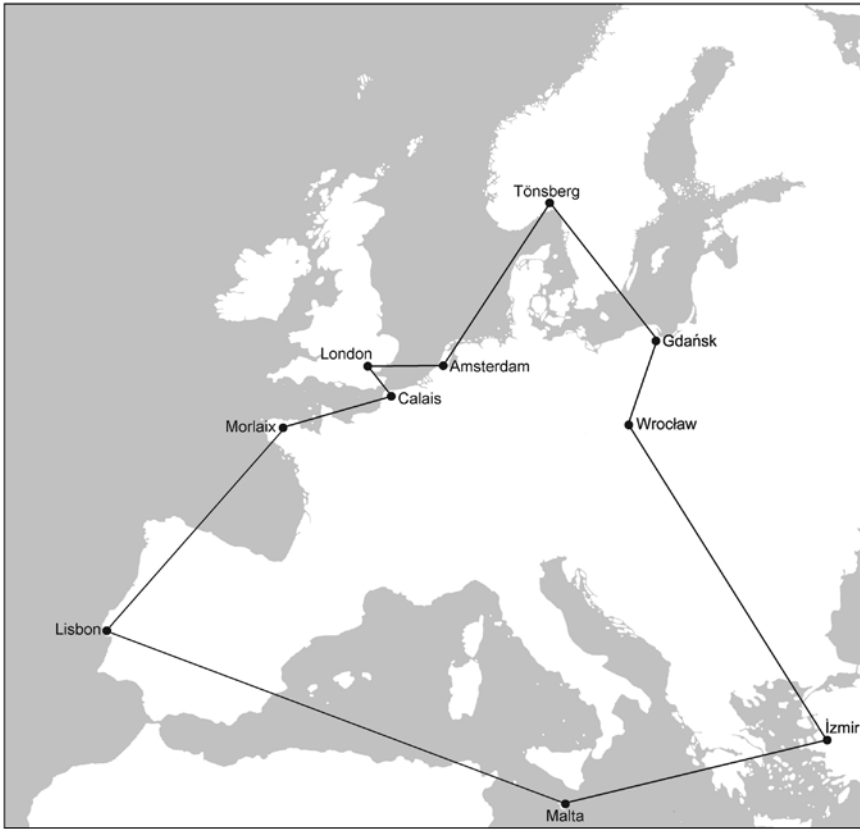 Tönsberg
Gdańsk
London
Amsterdam
Calais
Wrocław
Morlaix
Lisbon
İzmir
Malta